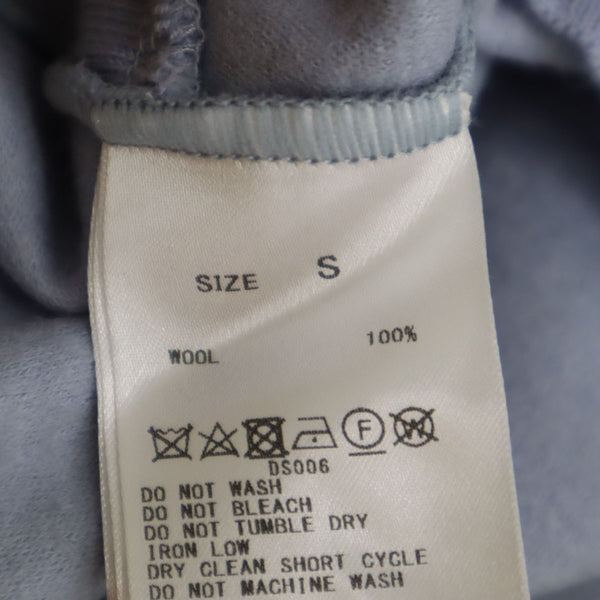 SIZE S
WOOL 100%
F W
DS006
DO NOT WASH
DO NOT BLEACH
DO NOT TUMBLE DRY
IRON LOW
DRY CLEAN SHORT CYCLE
DO NOT MACHINE WASH